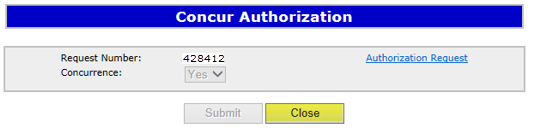 Concur Authorization
Request Number: 428412 Authorization Request
Concurrence: Yes
Submit Close